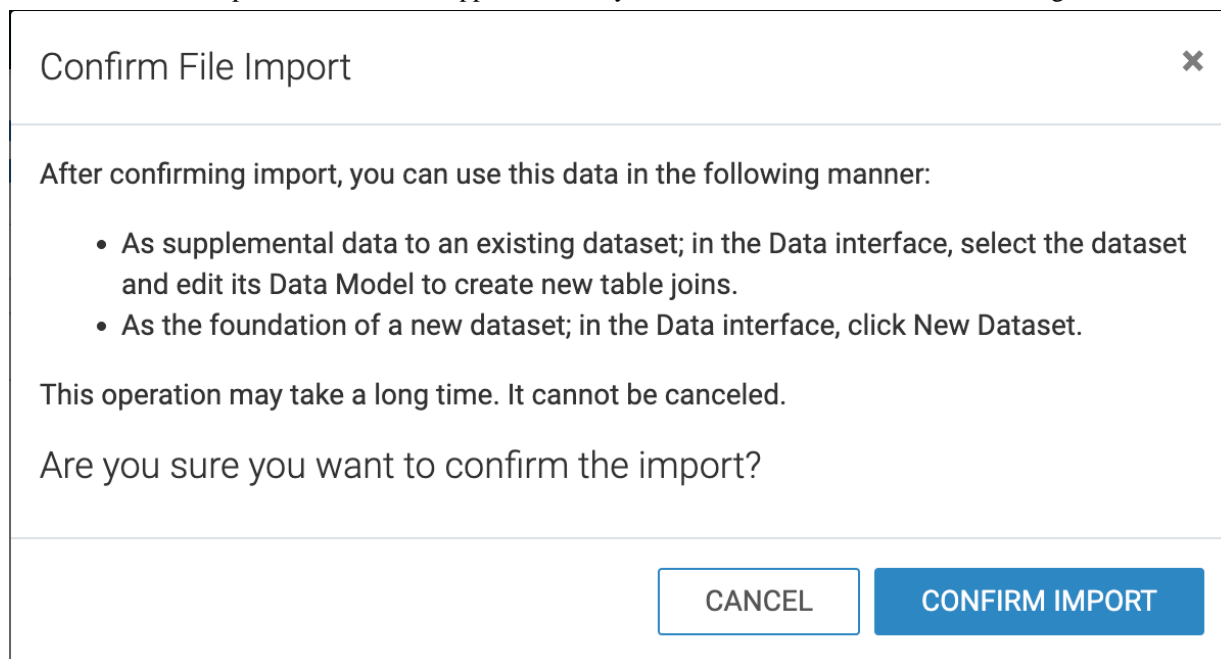 Confirm File Import ×
After confirming import, you can use this data in the following manner:
• As supplemental data to an existing dataset; in the Data interface, select the dataset
and edit its Data Model to create new table joins.
• As the foundation of a new dataset; in the Data interface, click New Dataset.
This operation may take a long time. It cannot be canceled.
Are you sure you want to confirm the import?
CANCEL CONFIRM IMPORT